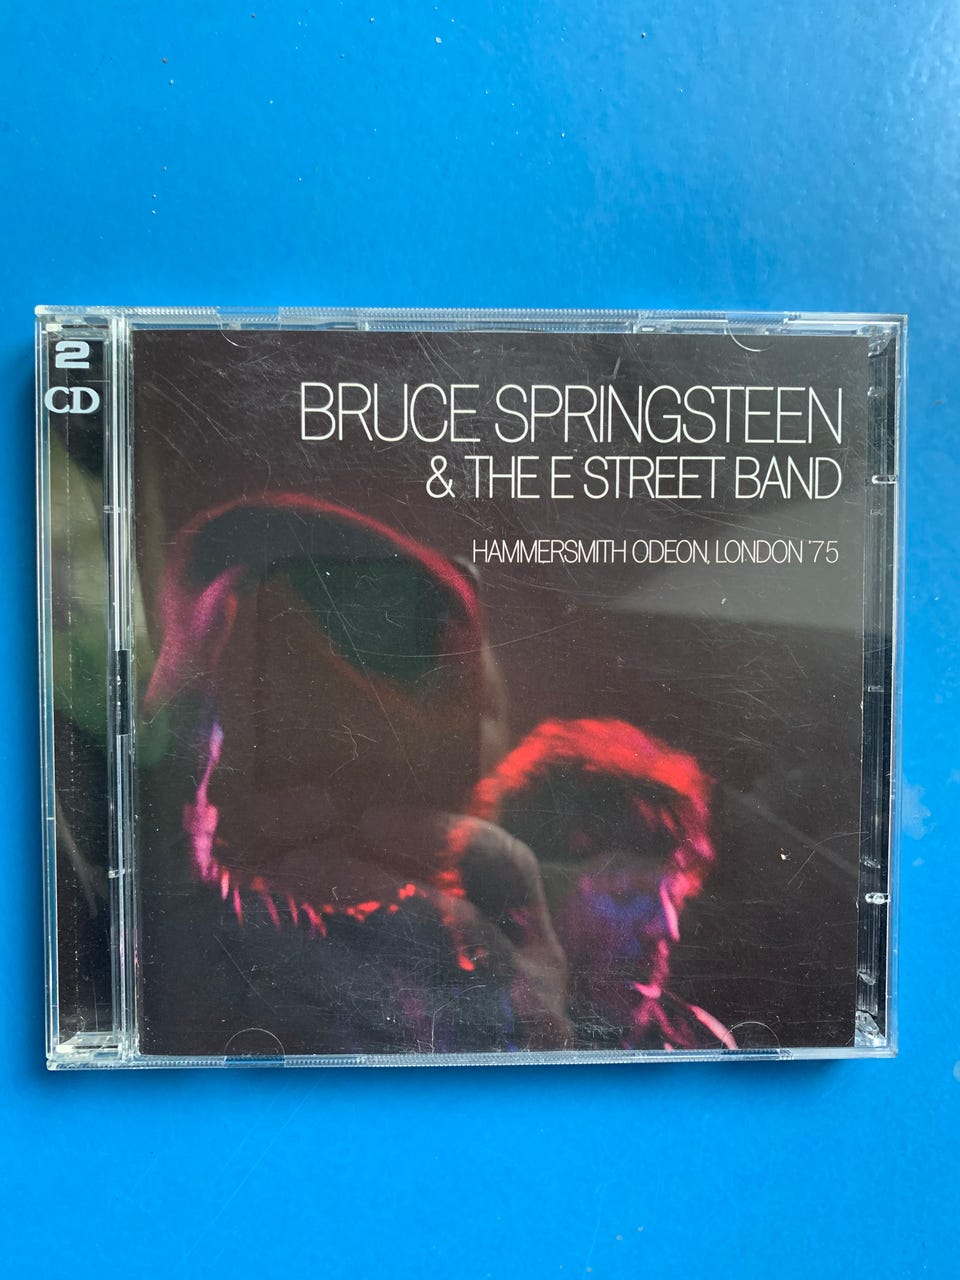 2
CD
BRUCE SPRINGSTEEN
& THE E STREET BAND
HAMMERSMITH ODEON, LONDON '75